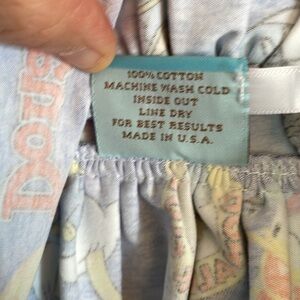 100% COTTON
MACHINE WASH COLD
INSIDE OUT
LINE DRY
FOR BEST RESULTS
MADE IN U.S.A.